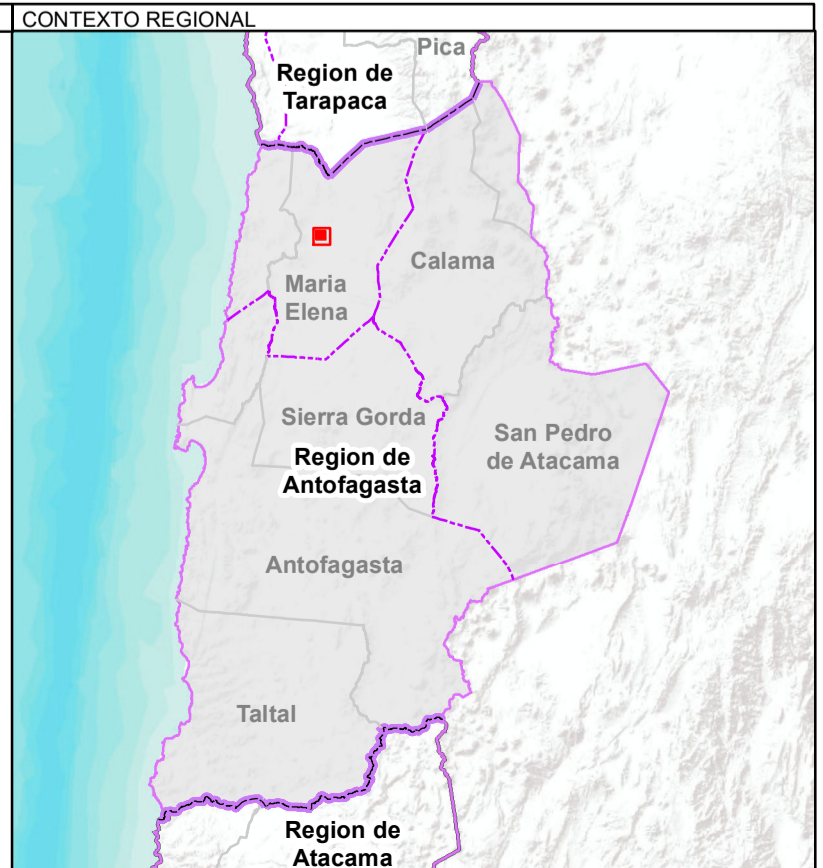 CONTEXTO REGIONAL
Pica
Region de
Tarapaca
Calama
Maria
Elena
Sierra Gorda
San Pedro
de Atacama
Region de
Antofagasta
Antofagasta
Taltal
Region de
Atacama